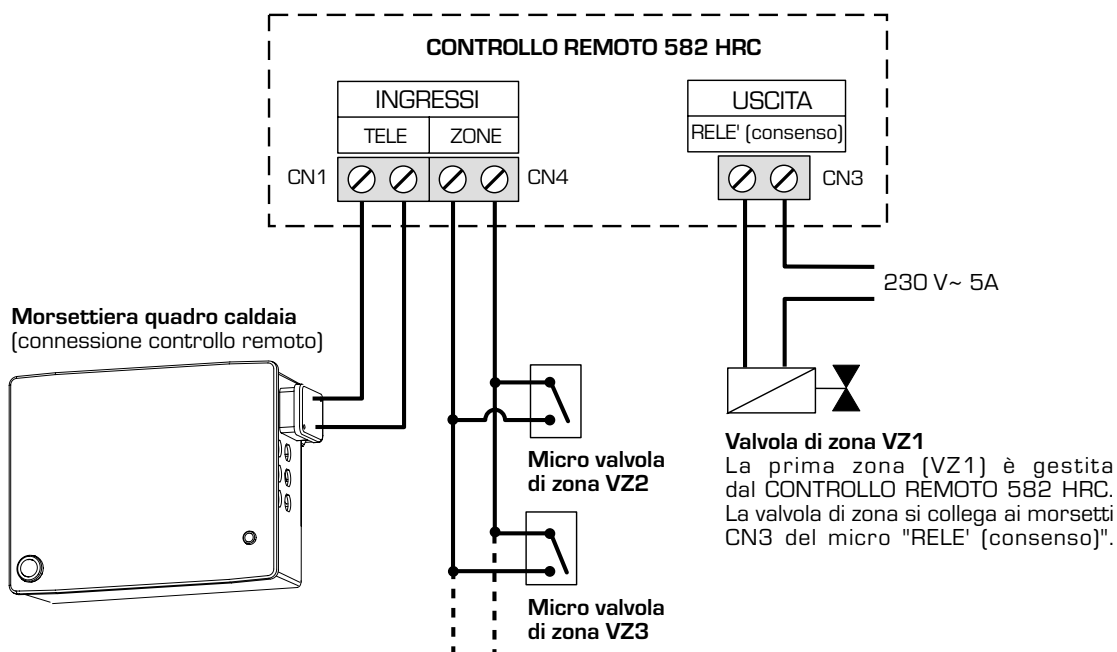 CONTROLLO REMOTO 582 HRC
INGRESSI
TELE
ZONE
CN1
CN4
USCITA
RELE' (consenso)
CN3
230 V~ 5A
Morsettiera quadro caldaia
(connessione controllo remoto)
Micro valvola
di zona VZ2
Valvola di zona VZ1
La prima zona (VZ1) è gestita
dal CONTROLLO REMOTO 582 HRC.
La valvola di zona si collega ai morsetti
CN3 del micro "RELE' (consenso)".
Micro valvola
di zona VZ3